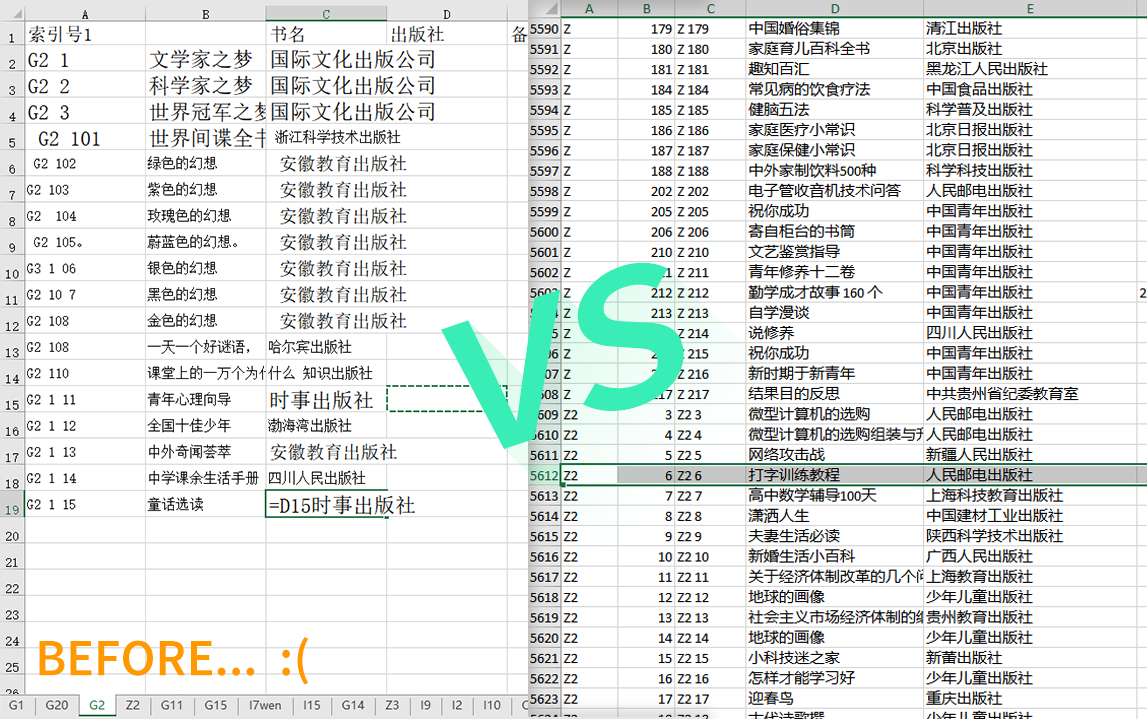 A B C D
1 索引号1 书名 出版社 备
2 G2 1 文学家之梦 国际文化出版公司
3 G2 2 科学家之梦 国际文化出版公司
4 G2 3 世界冠军之梦 国际文化出版公司
5 G2 101 世界间谍全书 浙江科学技术出版社
6 G2 102 绿色的幻想 安徽教育出版社
7 G2 103 紫色的幻想 安徽教育出版社
8 G2 104 玫瑰色的幻想 安徽教育出版社
9 G2 105。 蔚蓝色的幻想。 安徽教育出版社
10 G3 1 06 银色的幻想 安徽教育出版社
11 G2 10 7 黑色的幻想 安徽教育出版社
12 G2 108 金色的幻想 安徽教育出版社
13 G2 108 一天一个好谜语, 哈尔宾出版社
14 G2 110 课堂上的一万个为什 什么 知识出版社
15 G2 1 11 青年心理向导 时事出版社
16 G2 1 12 全国十佳少年 渤海湾出版社
17 G2 1 13 中外奇闻荟萃 安徽教育出版社
18 G2 1 14 中学课余生活手册 四川人民出版社
19 G2 1 15 童话选读 =D15时事出版社
20
21
22
23
24
25
26
BEFORE... :(
G1 G20 G2 Z2 G11 G15 I7wen I15 G14 Z3 I9 I2 I10
A B C D E
5590 Z 179 Z 179 中国婚俗集锦 清江出版社
5591 Z 180 Z 180 家庭育儿百科全书 北京出版社
5592 Z 181 Z 181 趣知百汇 黑龙江人民出版社
5593 Z 184 Z 184 常见病的饮食疗法 中国食品出版社
5594 Z 185 Z 185 健脑五法 科学普及出版社
5595 Z 186 Z 186 家庭医疗小常识 北京日报出版社
5596 Z 187 Z 187 家庭保健小常识 北京日报出版社
5597 Z 188 Z 188 中外家制饮料500种 科学科技出版社
5598 Z 202 Z 202 电子管收音机技术问答 人民邮电出版社
5599 Z 205 Z 205 祝你成功 中国青年出版社
5600 Z 206 Z 206 寄自柜台的书简 中国青年出版社
5601 Z 210 Z 210 文艺鉴赏指导 中国青年出版社
5602 Z Z 211 青年修养十二卷 中国青年出版社
Z 212 Z 212 勤学成才故事 160 个 中国青年出版社 2
Z 213 Z 213 自学漫谈 中国青年出版社
Z Z 214 说修养 四川人民出版社
Z Z 215 祝你成功 中国青年出版社
Z Z 216 新时期于新青年 中国青年出版社
Z Z 217 结果目的反思 中共贵州省纪委教育室
5609 Z2 3 Z2 3 微型计算机的选购 人民邮电出版社
5610 Z2 4 Z2 4 微型计算机的选购组装与 人民邮电出版社
5611 Z2 5 Z2 5 网络攻击战 新疆人民出版社
5612 Z2 6 Z2 6 打字训练教程 人民邮电出版社
5613 Z2 7 Z2 7 高中数学辅导100天 上海科技教育出版社
5614 Z2 8 Z2 8 潇洒人生 中国建材工业出版社
5615 Z2 9 Z2 9 夫妻生活必读 陕西科学技术出版社
5616 Z2 10 Z2 10 新婚生活小百科 广西人民出版社
5617 Z2 11 Z2 11 关于经济体制改革的几个问 上海教育出版社
5618 Z2 12 Z2 12 地球的画像 少年儿童出版社
5619 Z2 13 Z2 13 社会主义市场经济体制的 贵州教育出版社
5620 Z2 14 Z2 14 地球的画像 少年儿童出版社
5621 Z2 15 Z2 15 小科技迷之家 新蕾出版社
5622 Z2 16 Z2 16 怎样才能学习好 少年儿童出版社
5623 Z2 17 Z2 17 迎春鸟 重庆出版社
VS